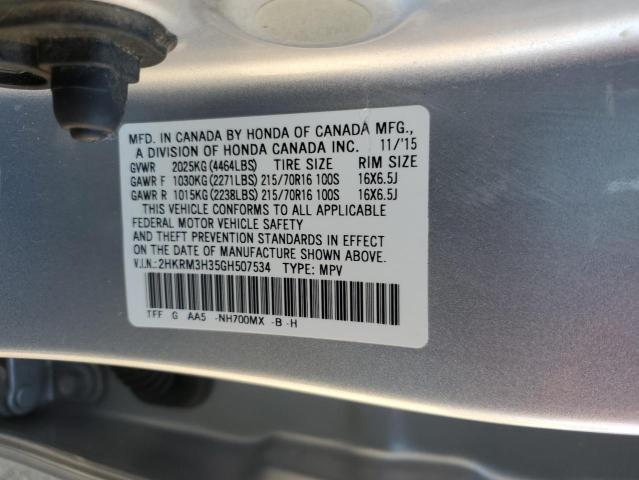 MFD. IN CANADA BY HONDA OF CANADA MFG.,
A DIVISION OF HONDA CANADA INC. 11/'15
GVWR 2025KG (4464LBS) TIRE SIZE RIM SIZE
GAWR F 1030KG (2271LBS) 215/70R16 100S 16X6.5J
GAWR R 1015KG (2238LBS) 215/70R16 100S 16X6.5J
THIS VEHICLE CONFORMS TO ALL APPLICABLE
FEDERAL MOTOR VEHICLE SAFETY
AND THEFT PREVENTION STANDARDS IN EFFECT
ON THE DATE OF MANUFACTURE SHOWN ABOVE.
V.I.N.: 2HKRM3H35GH507534 TYPE: MPV
TFF G AA5 -NH700MX -B -H